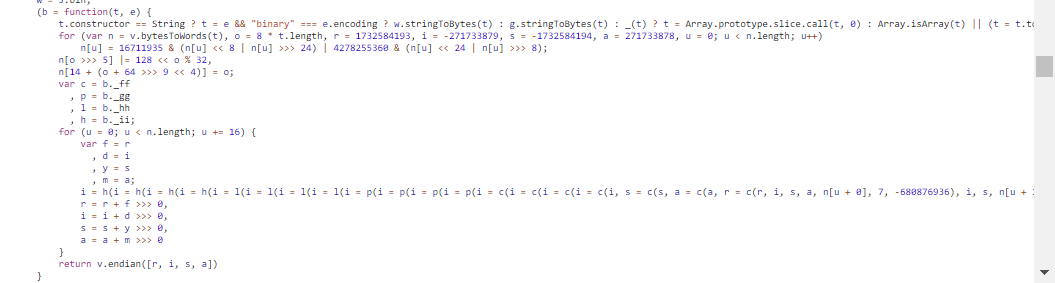 (b = function(t, e) {
t.constructor == String ? t = e && "binary" === e.encoding ? w.stringToBytes(t) : g.stringToBytes(t) : _(t) ? t = Array.prototype.slice.call(t, 0) : Array.isArray(t) || (t = t.to
for (var n = v.bytesToWords(t), o = 8 * t.length, r = 1732584193, i = -271733879, s = -1732584194, a = 271733878, u = 0; u < n.length; u++)
n[u] = 16711935 & (n[u] << 8 | n[u] >>> 24) | 4278255360 & (n[u] << 24 | n[u] >>> 8);
n[o >>> 5] |= 128 << o % 32,
n[14 + (o + 64 >>> 9 << 4)] = o;
var c = b._ff
, p = b._gg
, l = b._hh
, h = b._ii;
for (u = 0; u < n.length; u += 16) {
var f = r
, d = i
, y = s
, m = a;
i = h(i = h(i = h(i = h(i = l(i = l(i = l(i = l(i = p(i = p(i = p(i = p(i = c(i = c(i = c(i = c(i, s = c(s, a = c(a, r = c(r, i, s, a, n[u + 0], 7, -680876936), i, s, n[u +
r = r + f >>> 0,
i = i + d >>> 0,
s = s + y >>> 0,
a = a + m >>> 0
}
return v.endian([r, i, s, a])
}